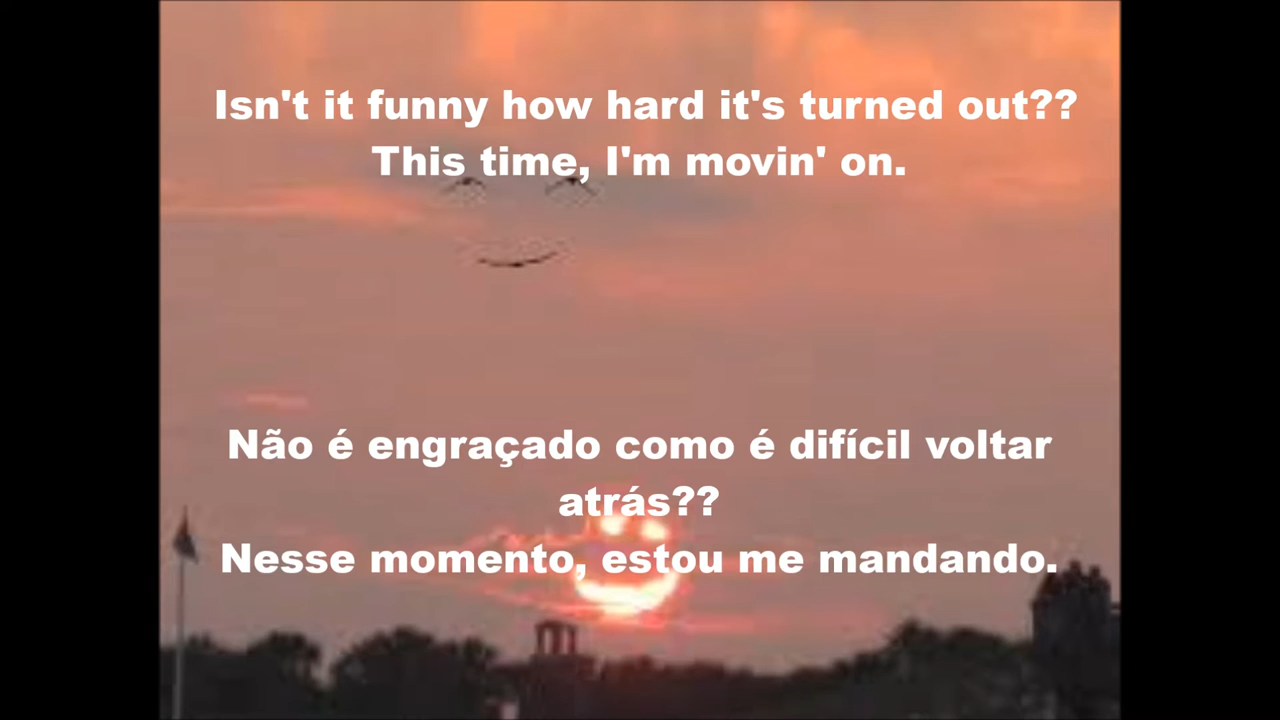 Isn't it funny how hard it's turned out??
This time, I'm movin' on.
Não é engraçado como é difícil voltar
atrás??
Nesse momento, estou me mandando.